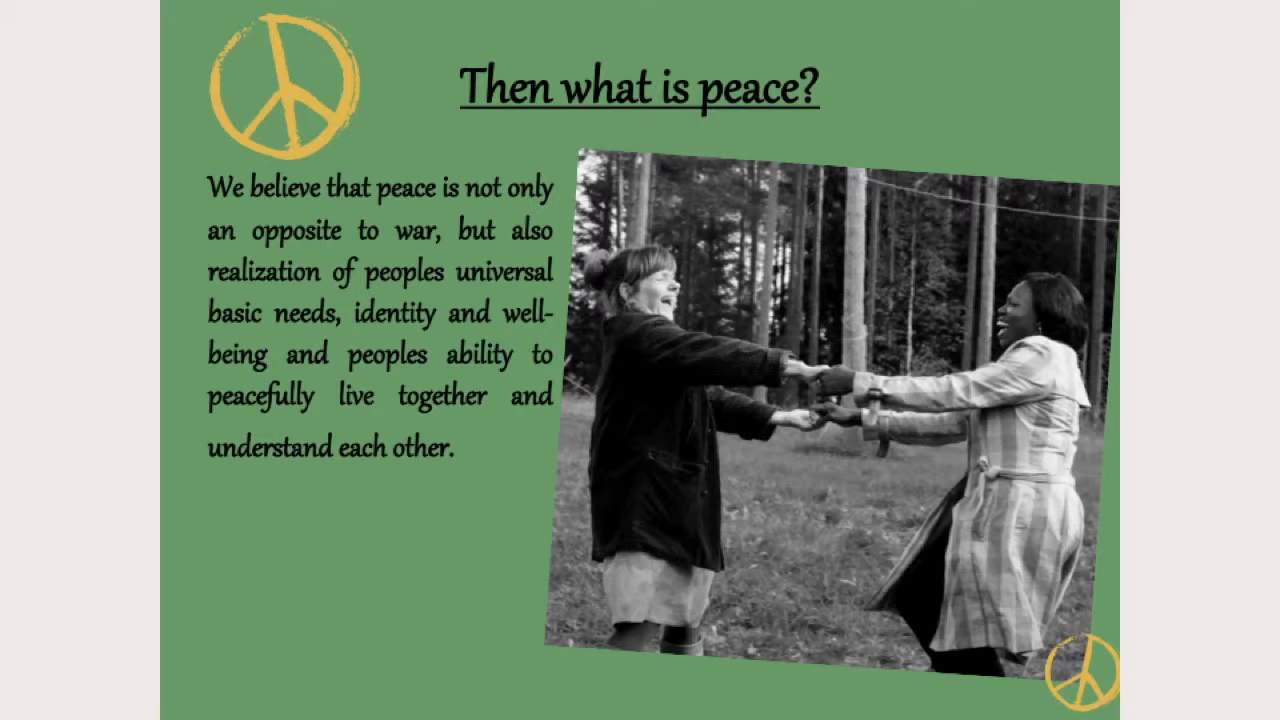 Then what is peace?
We believe that peace is not only
an opposite to war, but also
realization of peoples universal
basic needs, identity and well-
being and peoples ability to
peacefully live together and
understand each other.